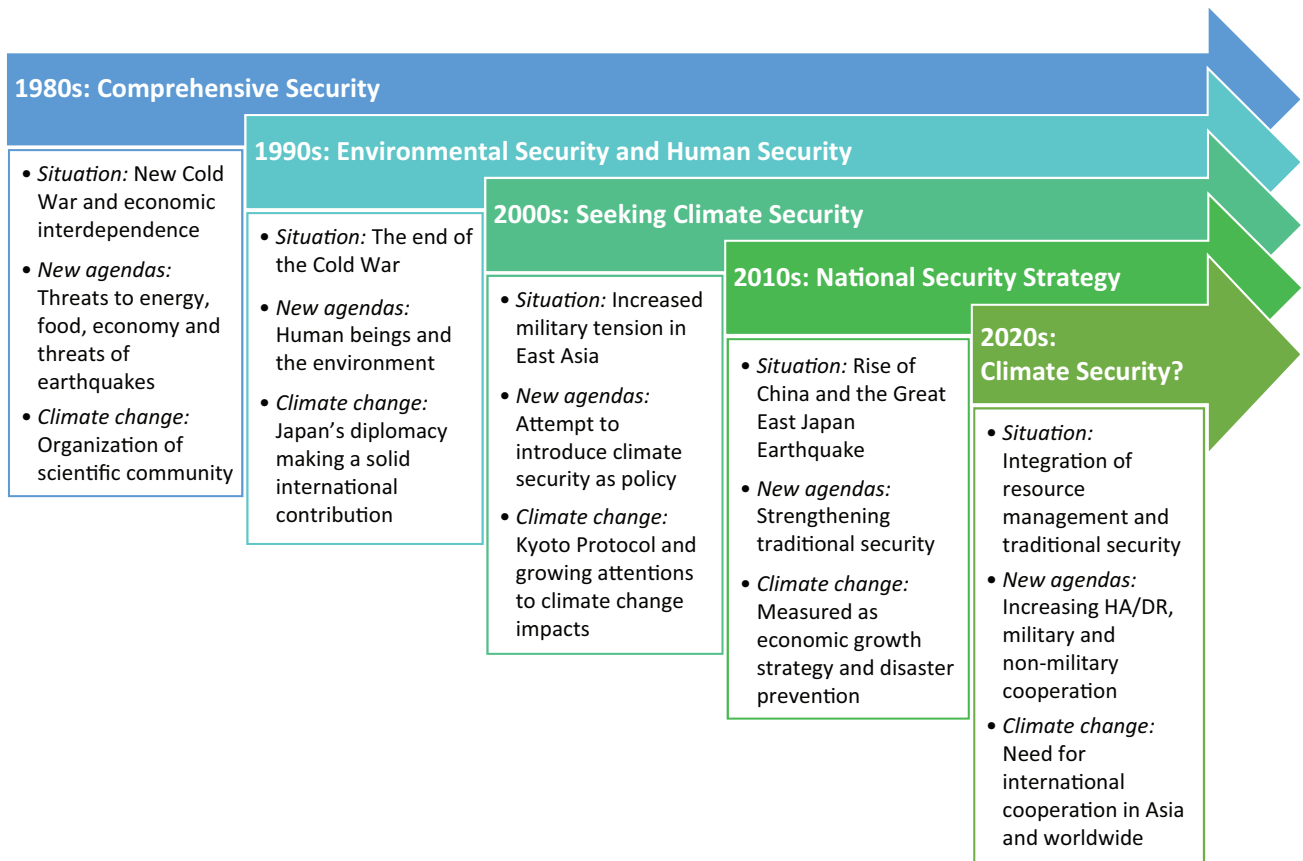 1980s: Comprehensive Security
• Situation: New Cold
War and economic
interdependence
• New agendas:
Threats to energy,
food, economy and
threats of
earthquakes
• Climate change:
Organization of
scientific community
1990s: Environmental Security and Human Security
• Situation: The end of
the Cold War
• New agendas:
Human beings and
the environment
• Climate change:
Japan’s diplomacy
making a solid
international
contribution
2000s: Seeking Climate Security
• Situation: Increased
military tension in
East Asia
• New agendas:
Attempt to
introduce climate
security as policy
• Climate change:
Kyoto Protocol and
growing attentions
to climate change
impacts
2010s: National Security Strategy
• Situation: Rise of
China and the Great
East Japan
Earthquake
• New agendas:
Strengthening
traditional security
• Climate change:
Measured as
economic growth
strategy and disaster
prevention
2020s:
Climate Security?
• Situation:
Integration of
resource
management and
traditional security
• New agendas:
Increasing HA/DR,
military and
non-military
cooperation
• Climate change:
Need for
international
cooperation in Asia
and worldwide